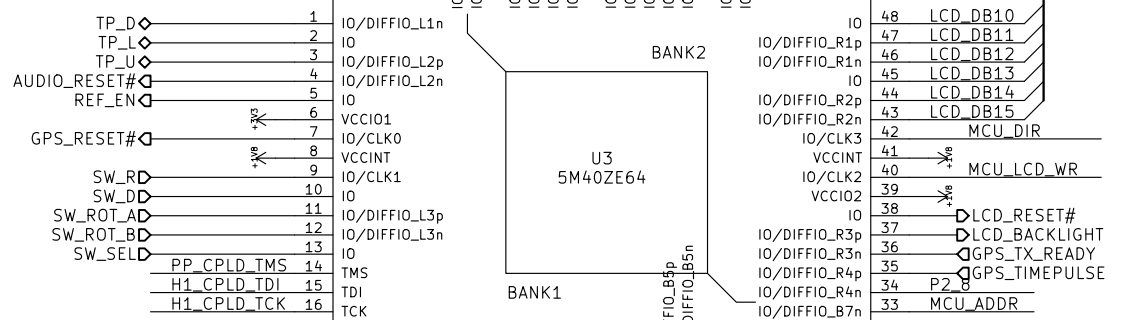 TP_D 1 IO/DIFFIO_L1n
TP_L 2 IO
TP_U 3 IO/DIFFIO_L2p
AUDIO_RESET# 4 IO/DIFFIO_L2n
REF_EN 5 IO
+3V3 6 VCCIO1
GPS_RESET# 7 IO/CLK0
+1V8 8 VCCINT
SW_R 9 IO/CLK1
SW_D 10 IO
SW_ROT_A 11 IO/DIFFIO_L3p
SW_ROT_B 12 IO/DIFFIO_L3n
SW_SEL 13 IO
PP_CPLD_TMS 14 TMS
H1_CPLD_TDI 15 TDI
H1_CPLD_TCK 16 TCK
BANK2
U3
5M40ZE64
BANK1
DIFFIO_B5n
IO 48 LCD_DB10
IO/DIFFIO_R1p 47 LCD_DB11
IO/DIFFIO_R1n 46 LCD_DB12
IO 45 LCD_DB13
IO/DIFFIO_R2p 44 LCD_DB14
IO/DIFFIO_R2n 43 LCD_DB15
IO/CLK3 42 MCU_DIR
VCCINT 41 +1V8
IO/CLK2 40 MCU_LCD_WR
VCCIO2 39 +1V8
IO 38 LCD_RESET#
IO/DIFFIO_R3p 37 LCD_BACKLIGHT
IO/DIFFIO_R3n 36 GPS_TX_READY
IO/DIFFIO_R4p 35 GPS_TIMEPULSE
IO/DIFFIO_R4n 34 P2_8
IO/DIFFIO_B7n 33 MCU_ADDR